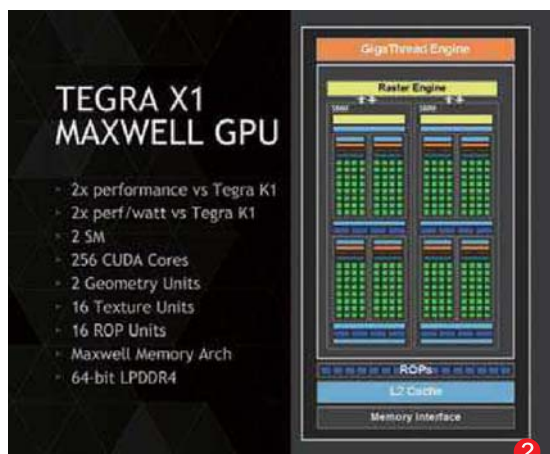 TEGRA X1
MAXWELL GPU
2x performance vs Tegra K1
2x perf/watt vs Tegra K1
2 SM
256 CUDA Cores
2 Geometry Units
16 Texture Units
16 ROP Units
Maxwell Memory Arch
64-bit LPDDR4
GigaThread Engine
Raster Engine
SMM
SMM
ROPs
L2 Cache
Memory Interface
2